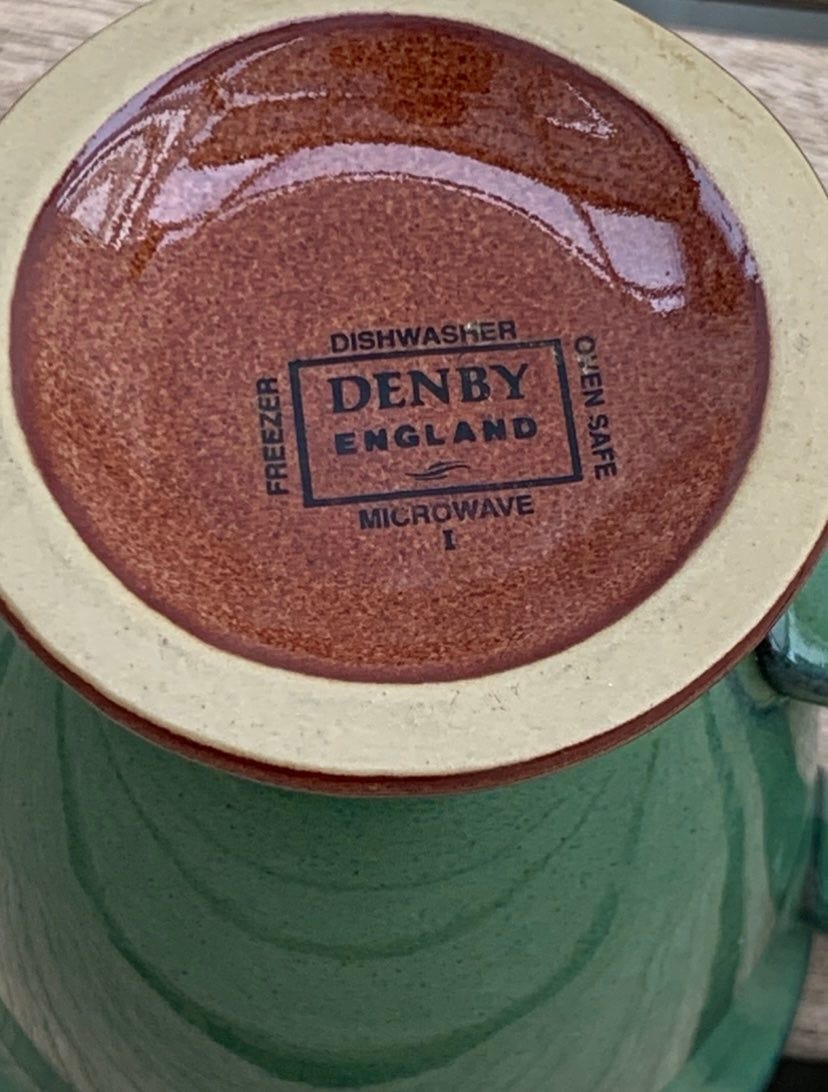 DISHWASHER
FREEZER
DENBY
ENGLAND
OVEN SAFE
MICROWAVE
I